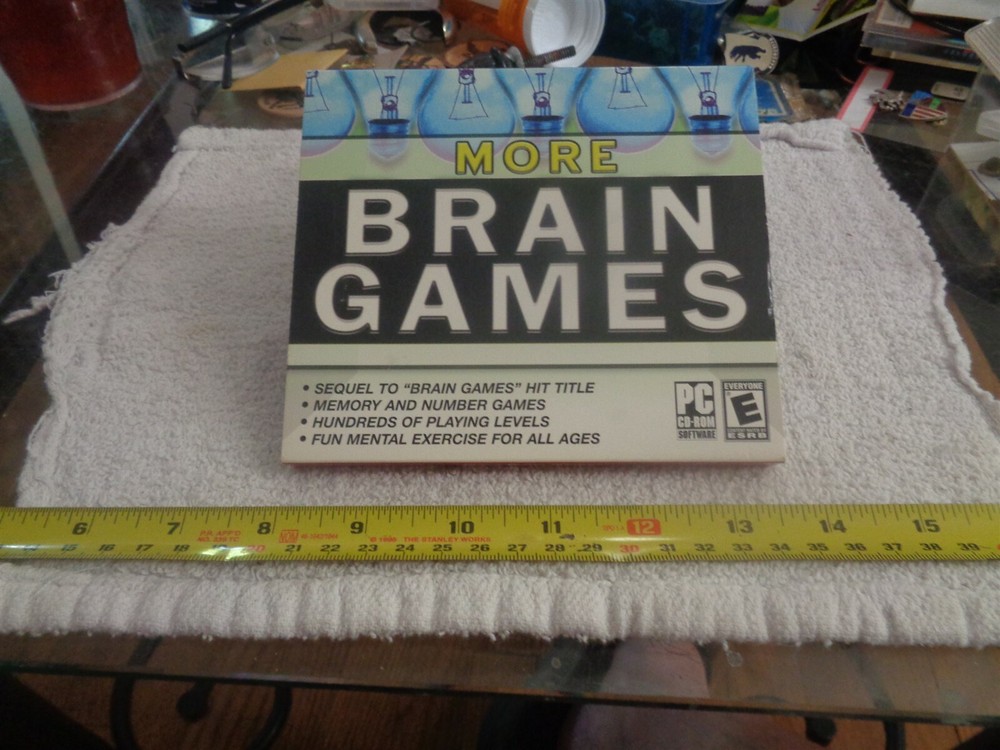 MORE
BRAIN
GAMES
• SEQUEL TO "BRAIN GAMES" HIT TITLE
• MEMORY AND NUMBER GAMES
• HUNDREDS OF PLAYING LEVELS
• FUN MENTAL EXERCISE FOR ALL AGES
PC
CD-ROM
SOFTWARE
EVERYONE
E
ESRB
6 7 8 9 10 11 12 13 14 15
THE STANLEY WORKS
15 16 17 18 20 21 22 23 24 25 26 27 28 29 30 31 32 33 34 35 36 37 38 39